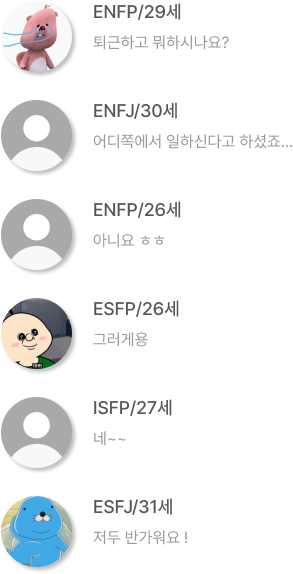 ENFP/29세
퇴근하고 뭐하시나요?
ENFJ/30세
어디쪽에서 일하신다고 하셨죠...
ENFP/26세
아니요 ㅎㅎ
ESFP/26세
그러게용
ISFP/27세
네~~
ESFJ/31세
저두 반가워요 !